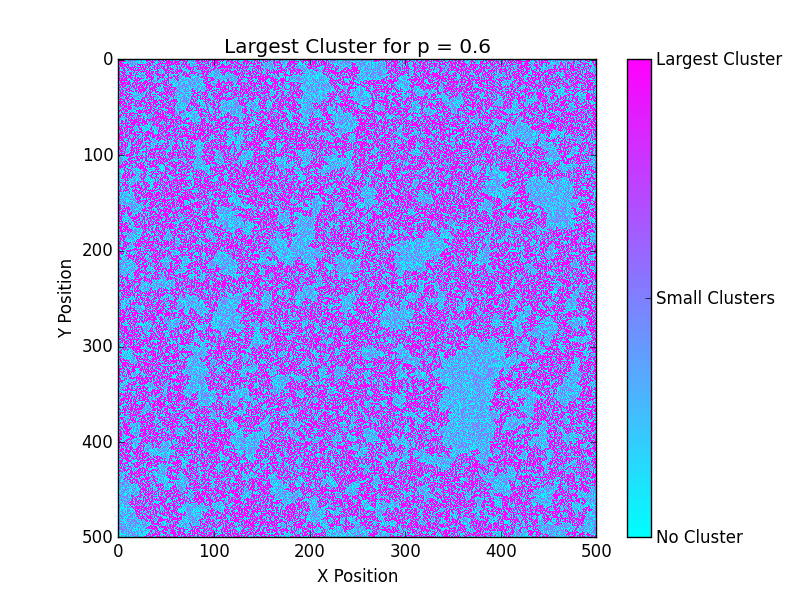 Largest Cluster for p = 0.6
0
100
200
300
400
500
Y Position
0
100
200
300
400
500
X Position
Largest Cluster
Small Clusters
No Cluster